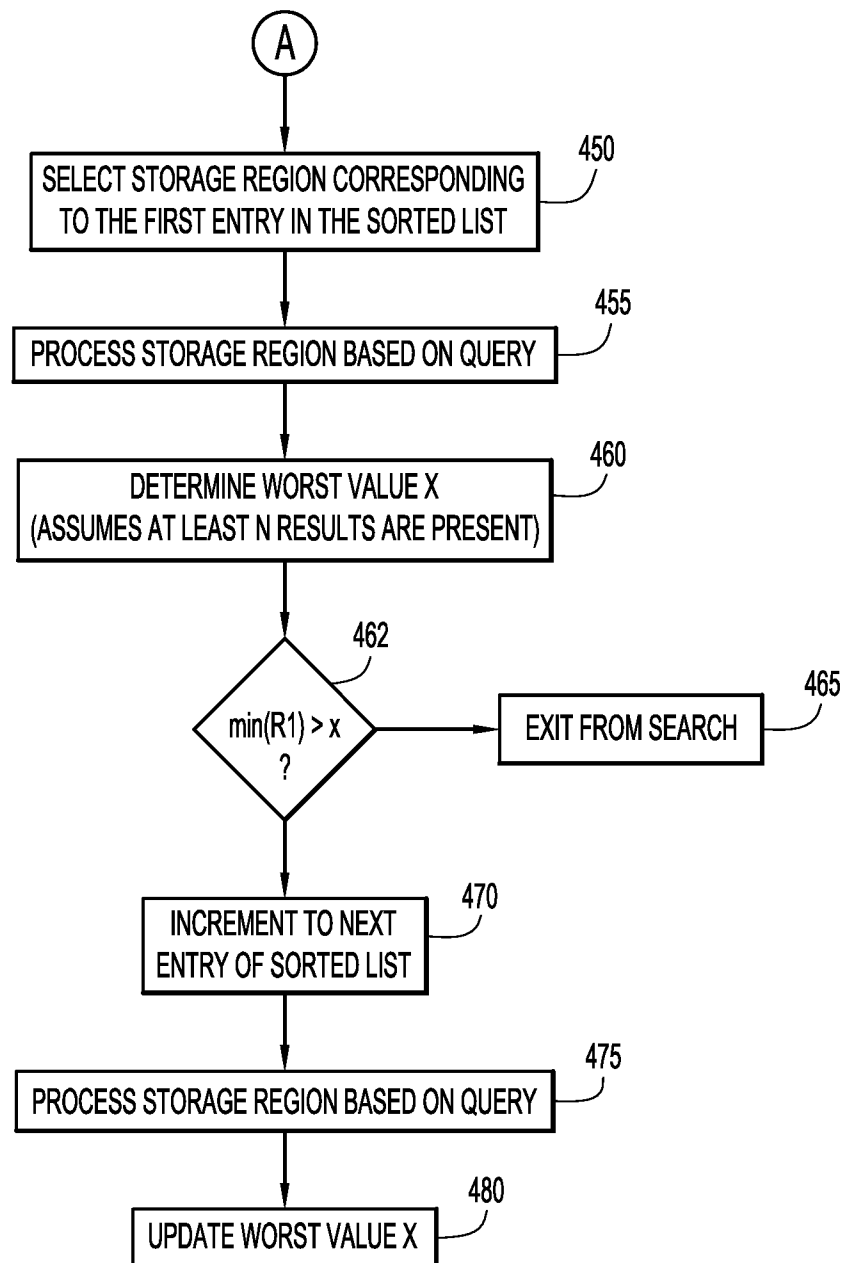 A
SELECT STORAGE REGION CORRESPONDING
TO THE FIRST ENTRY IN THE SORTED LIST
450
PROCESS STORAGE REGION BASED ON QUERY
455
DETERMINE WORST VALUE X
(ASSUMES AT LEAST N RESULTS ARE PRESENT)
460
min(R1) > x
?
462
EXIT FROM SEARCH
465
INCREMENT TO NEXT
ENTRY OF SORTED LIST
470
PROCESS STORAGE REGION BASED ON QUERY
475
UPDATE WORST VALUE X
480